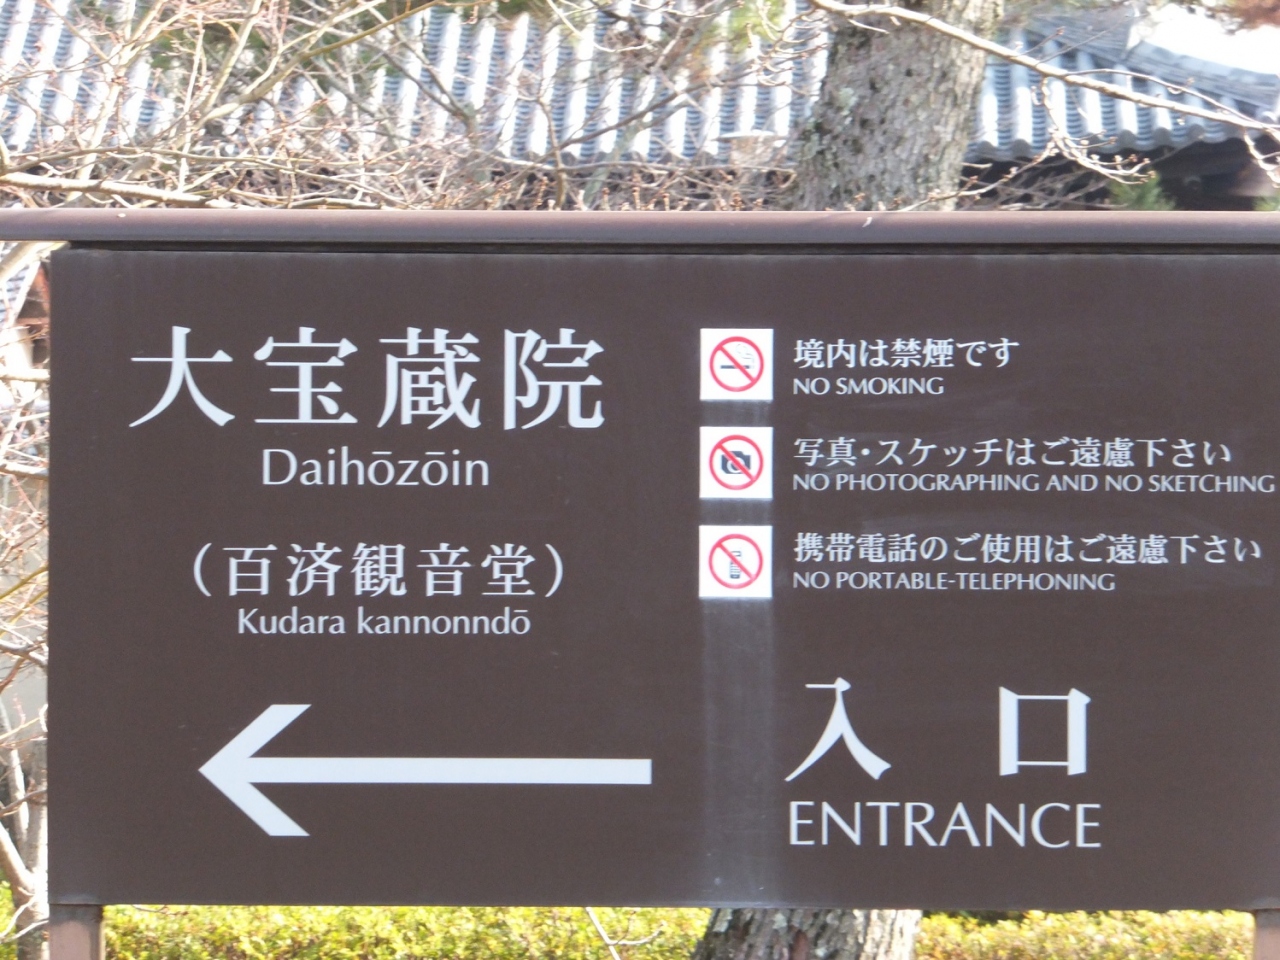 大宝蔵院
Daihōzōin
（百済観音堂）
Kudara kannonndō
境内は禁煙です
NO SMOKING
写真・スケッチはご遠慮下さい
NO PHOTOGRAPHING AND NO SKETCHING
携帯電話のご使用はご遠慮下さい
NO PORTABLE-TELEPHONING
入口
ENTRANCE